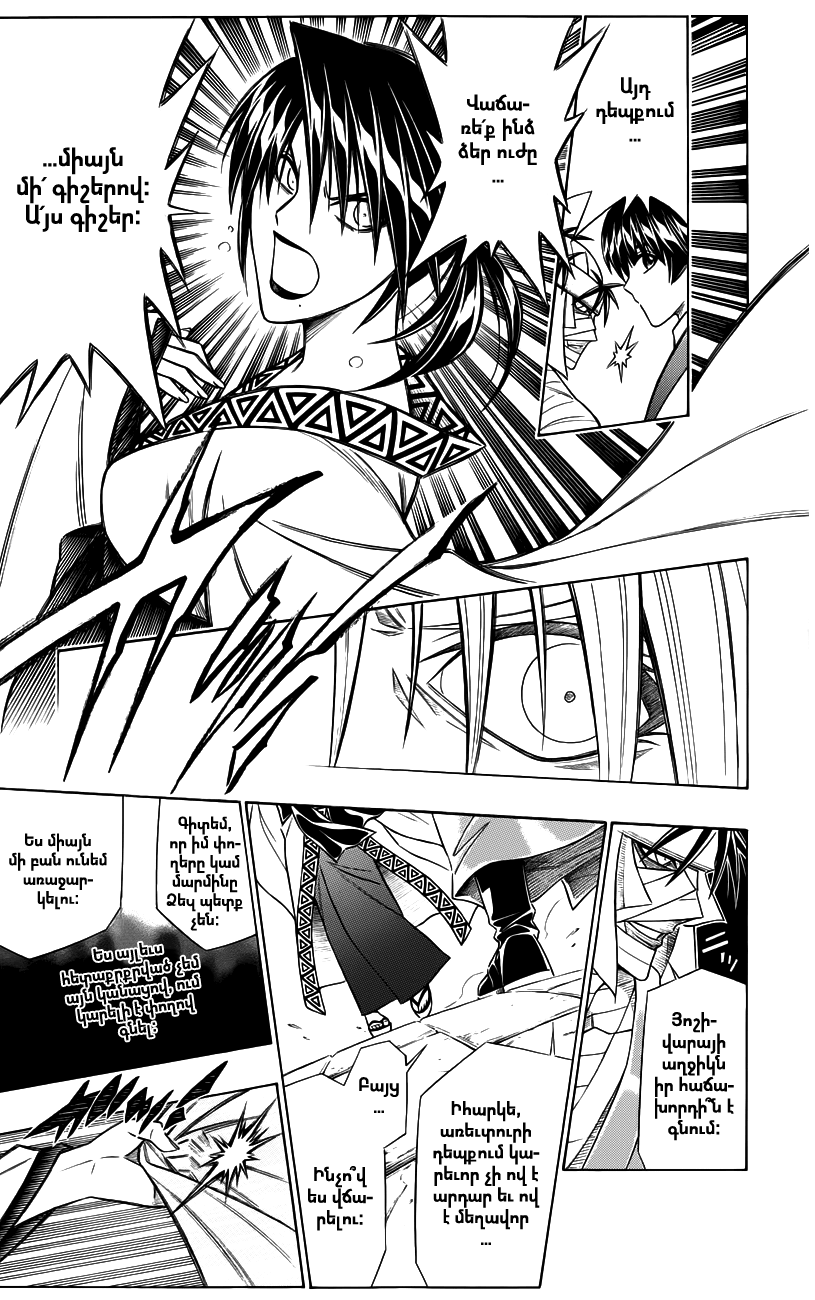 Այդ
դեպքում
...
Վաճա-
ռե՛ք ինձ
ձեր ուժը
...
...միայն
մի՛ գիշերով:
Ա՛յս գիշեր:
Յոշի-
վարայի
աղջիկն
իր հաճա-
խորդի՞ն է
գնում:
Իհարկե,
առեւտուրի
դեպքում կա-
րեւոր չի ով է
արդար եւ ով
է մեղավոր
...
Բայց
...
Ինչո՞վ
ես վճա-
րելու:
Գիտեմ,
որ իմ փո-
ղերը կամ
մարմինը
Ձեզ պետք
չեն:
Ես միայն
մի բան ունեմ
առաջար-
կելու:
Ես այլեւս
հետաքրքրված չեմ
այն կանացով, ում
կարելի է փողով
գնել: